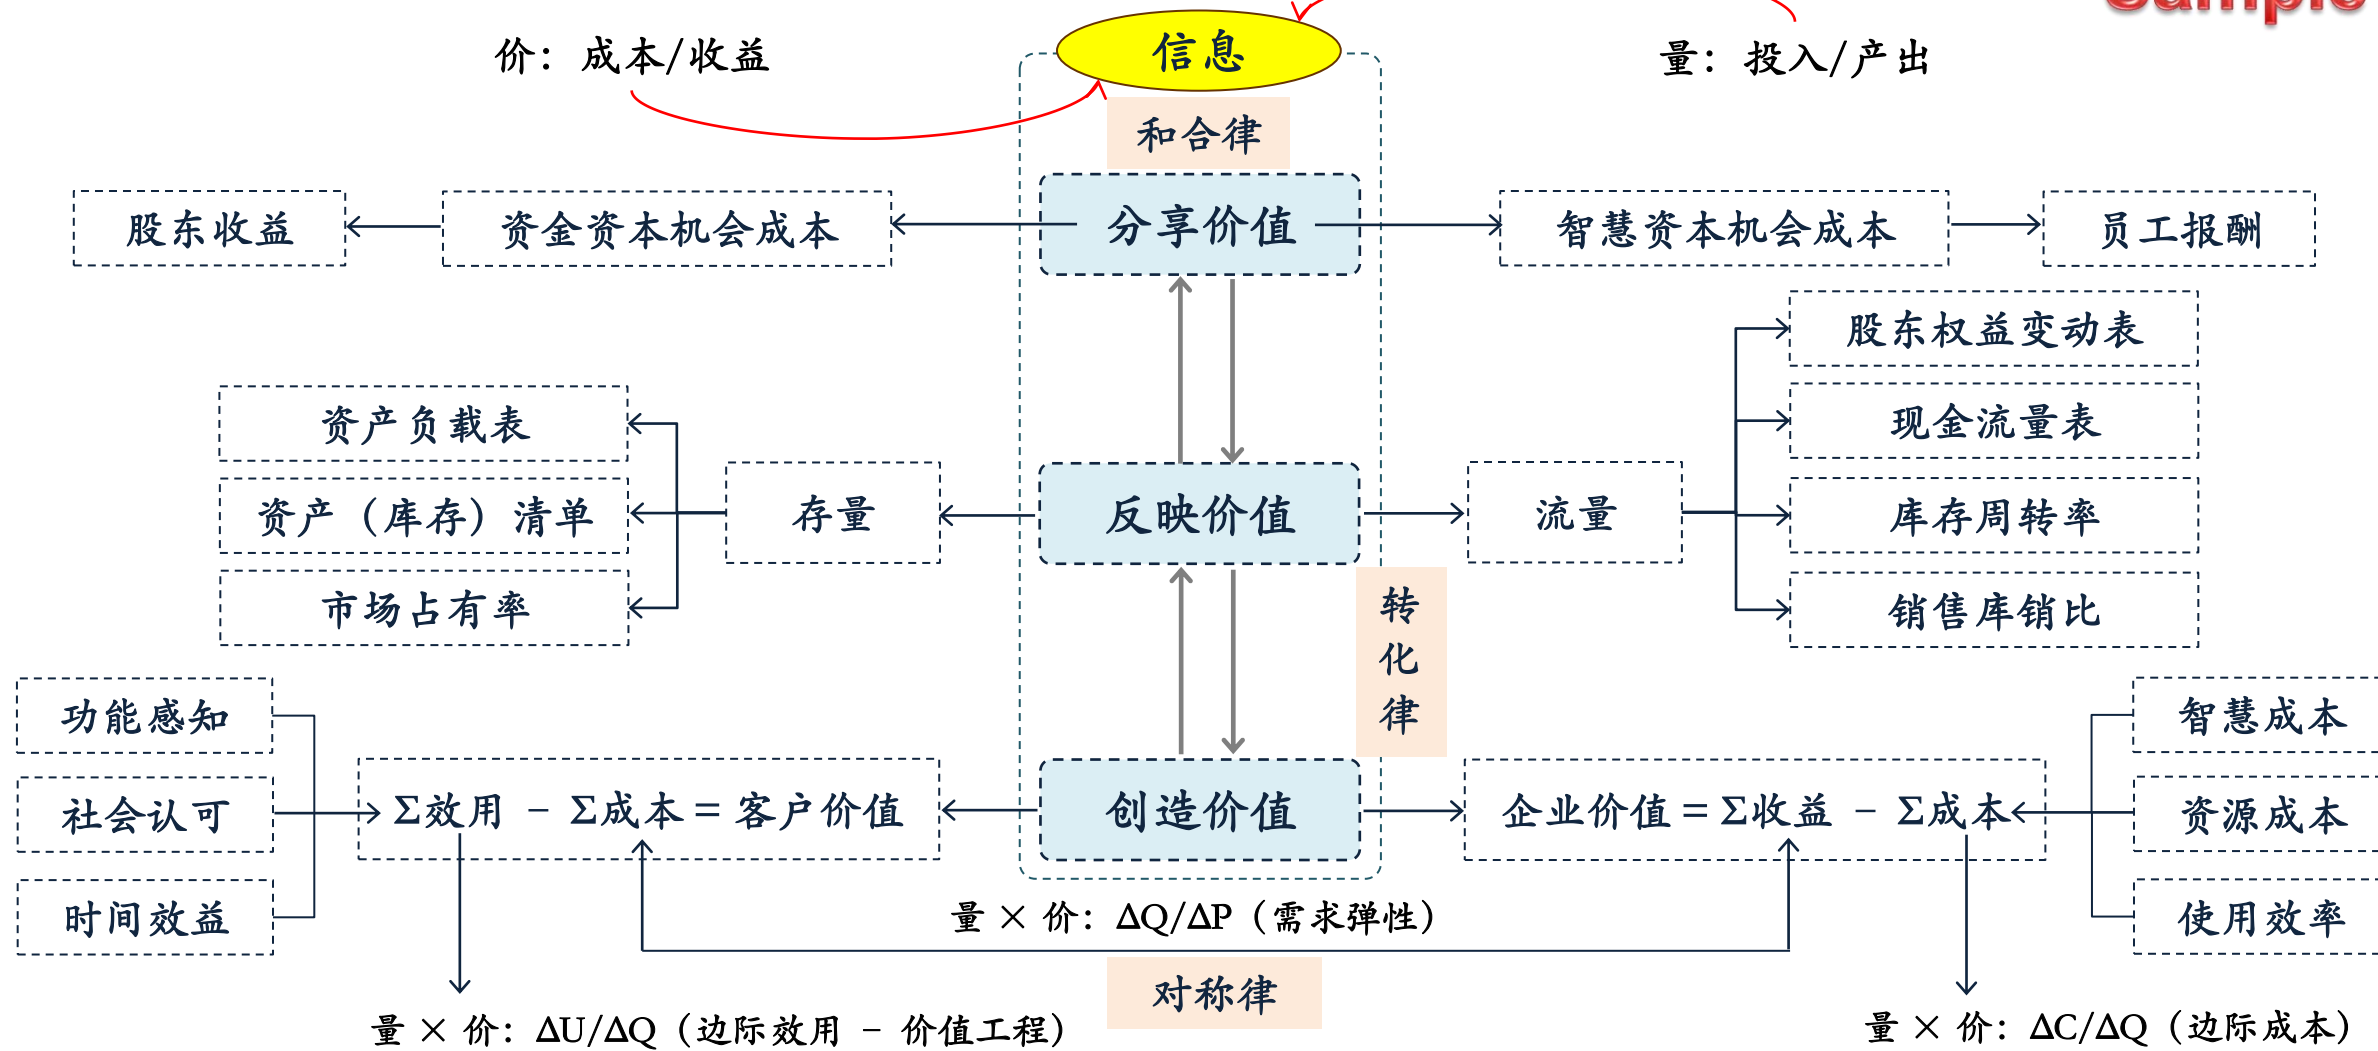 Sample
价：成本/收益
信息
量：投入/产出
和合律
股东收益
资金资本机会成本
分享价值
智慧资本机会成本
员工报酬
股东权益变动表
资产负载表
现金流量表
资产（库存）清单
存量
反映价值
流量
库存周转率
市场占有率
销售库销比
转化律
功能感知
智慧成本
社会认可
Σ效用 － Σ成本 = 客户价值
创造价值
企业价值 = Σ收益 － Σ成本
资源成本
时间效益
量 × 价：ΔQ/ΔP（需求弹性）
使用效率
对称律
量 × 价：ΔU/ΔQ（边际效用 － 价值工程）
量 × 价：ΔC/ΔQ（边际成本）